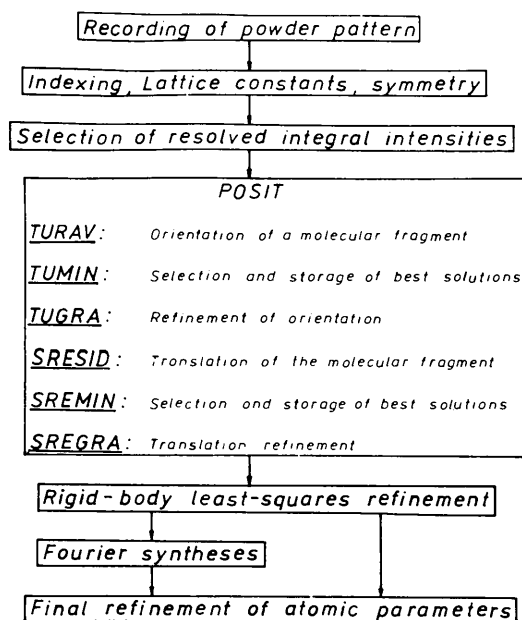 Recording of powder pattern
Indexing, Lattice constants, symmetry
Selection of resolved integral intensities
POSIT
TURAV: Orientation of a molecular fragment
TUMIN: Selection and storage of best solutions
TUGRA: Refinement of orientation
SRESID: Translation of the molecular fragment
SREMIN: Selection and storage of best solutions
SREGRA: Translation refinement
Rigid-body least-squares refinement
Fourier syntheses
Final refinement of atomic parameters